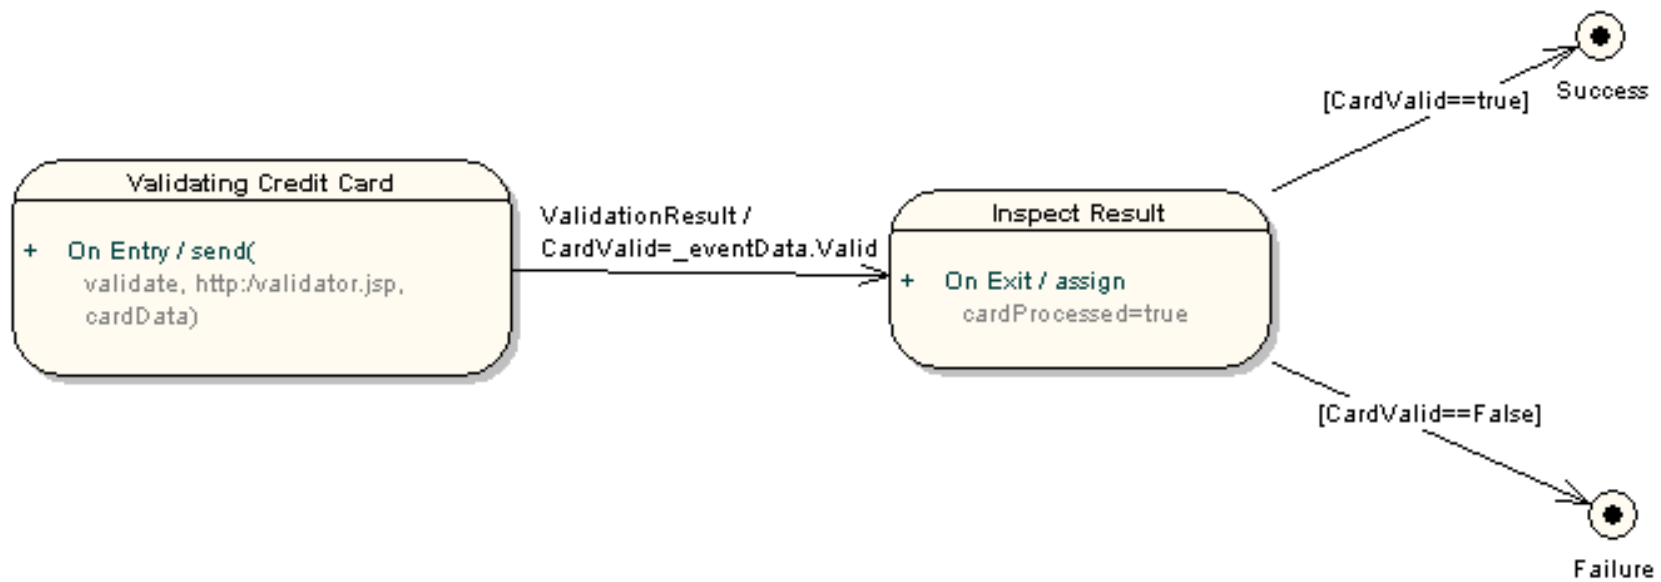 Success
[CardValid==true]
Validating Credit Card
+ On Entry / send(
validate, http:/validator.jsp,
cardData)
ValidationResult /
CardValid=_eventData.Valid
Inspect Result
+ On Exit / assign
cardProcessed=true
[CardValid==False]
Failure